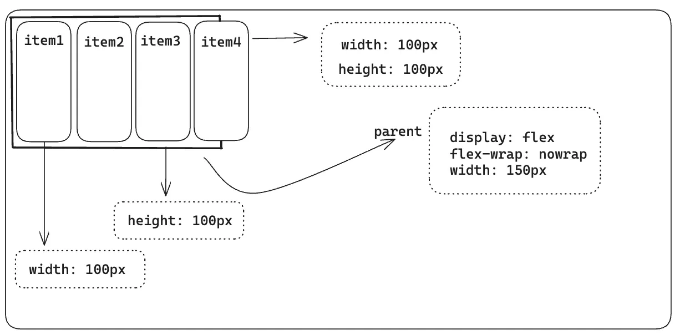 item1 item2 item3 item4
width: 100px
height: 100px
parent
display: flex
flex-wrap: nowrap
width: 150px
height: 100px
width: 100px